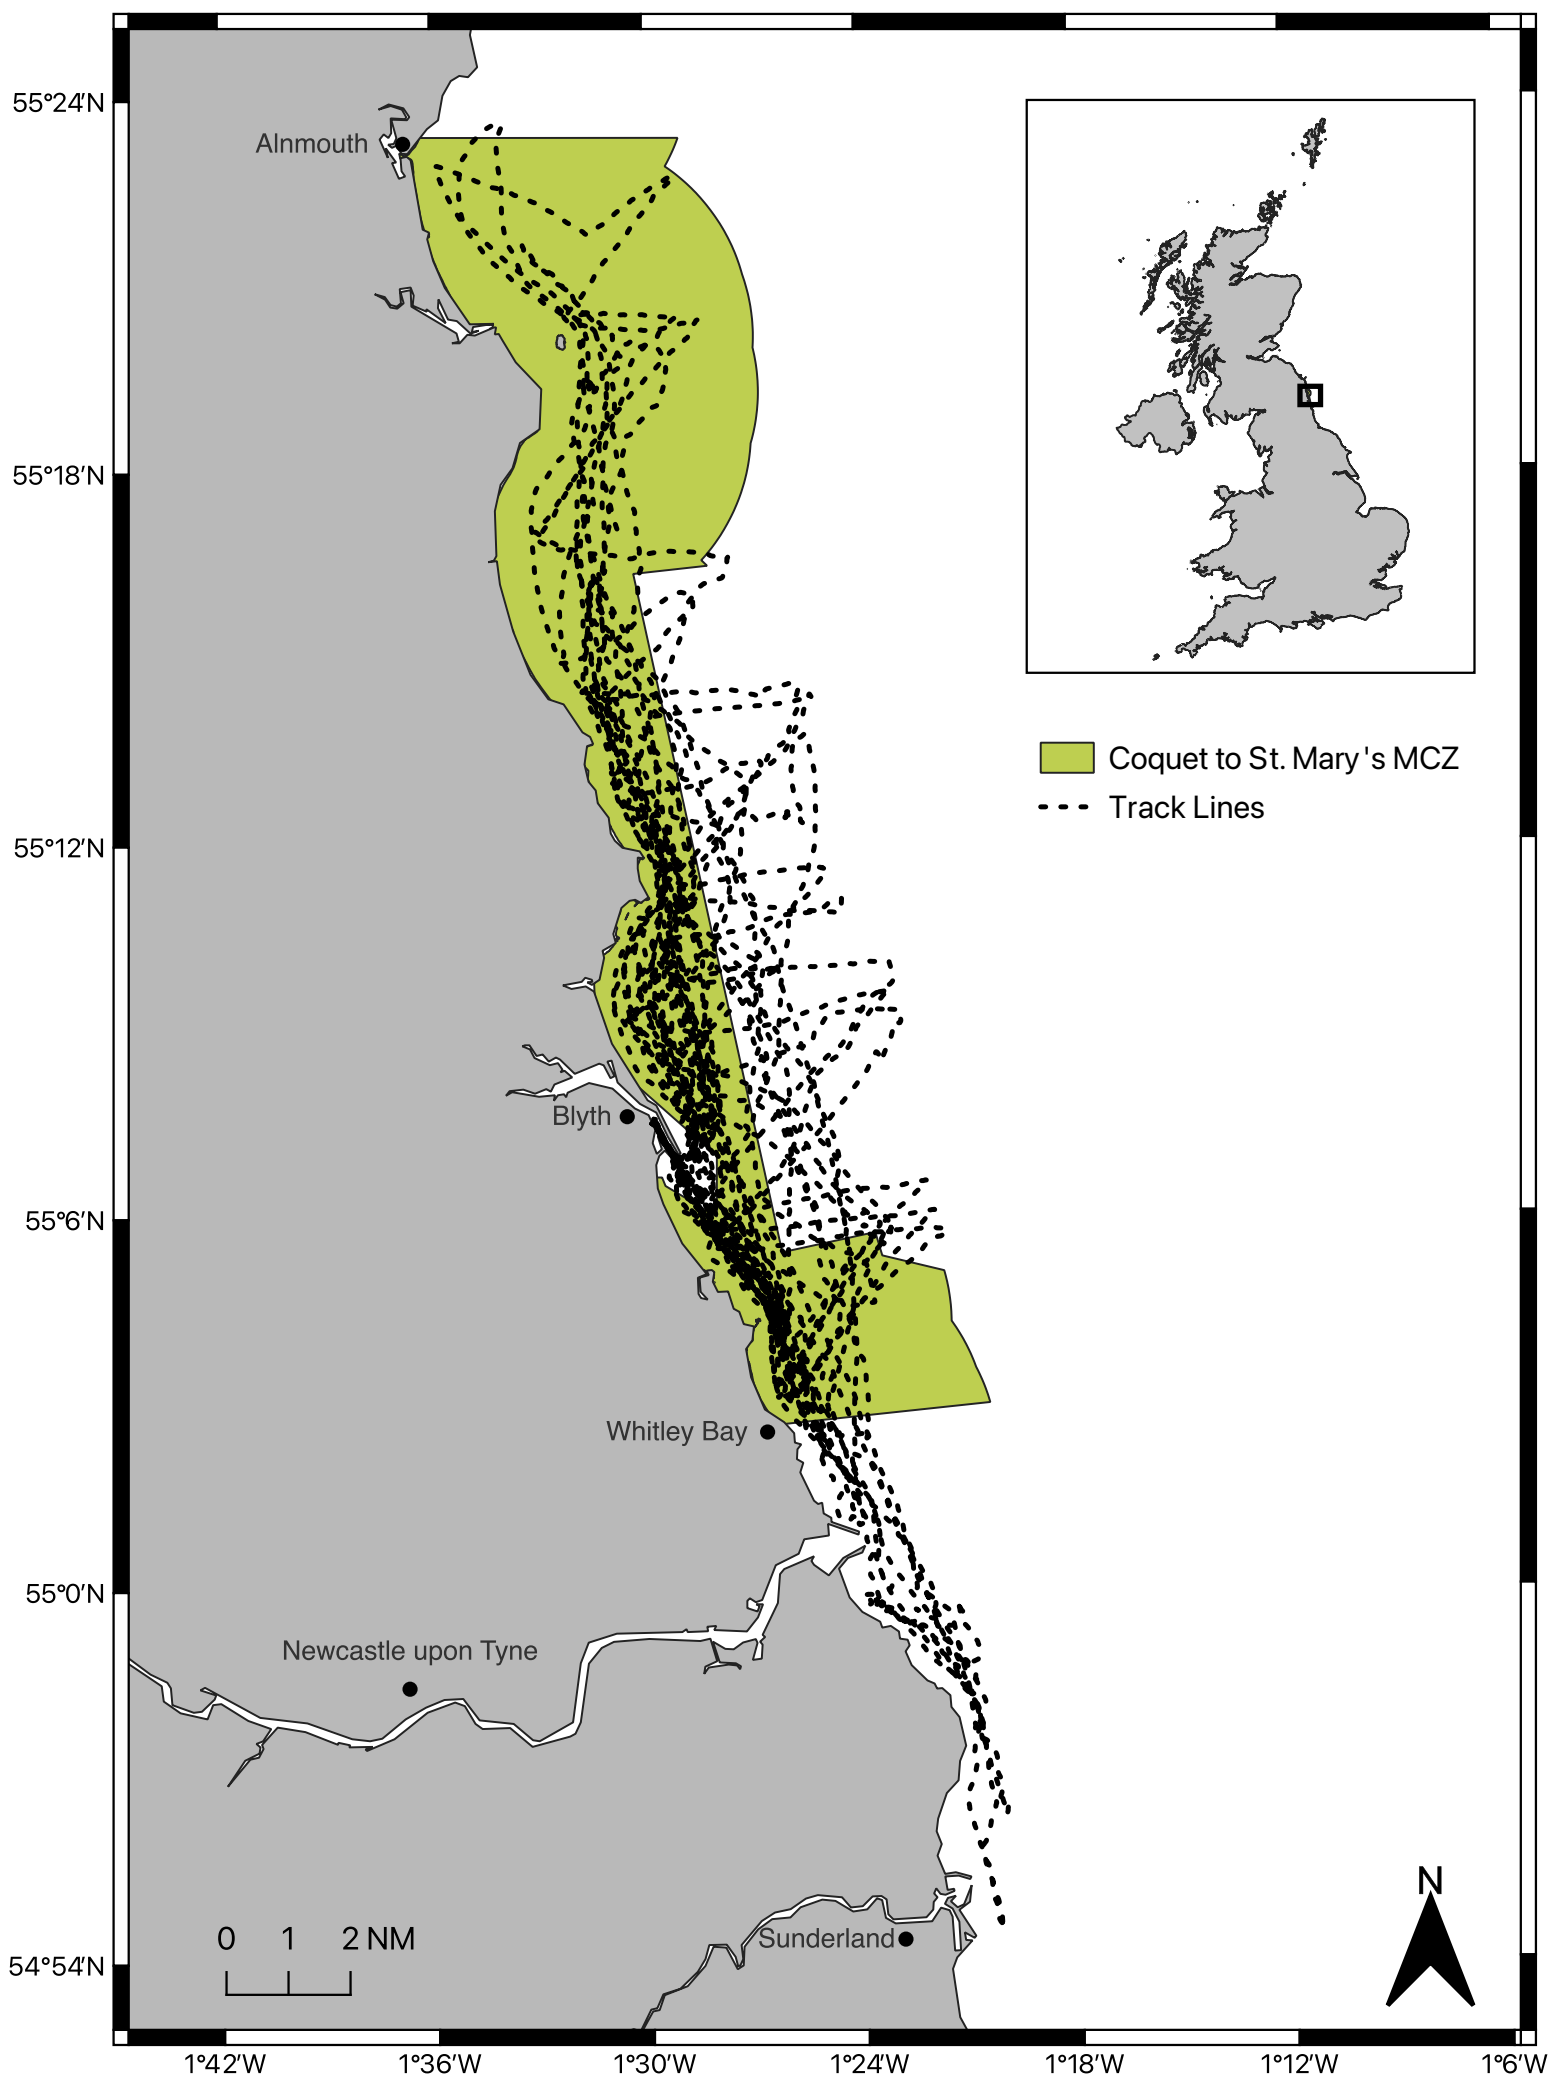 55°24′N
Alnmouth
55°18′N
Coquet to St. Mary's MCZ
Track Lines
55°12′N
Blyth
55°6′N
Whitley Bay
55°0′N
Newcastle upon Tyne
N
0 1 2 NM
Sunderland
54°54′N
1°42′W 1°36′W 1°30′W 1°24′W 1°18′W 1°12′W 1°6′W